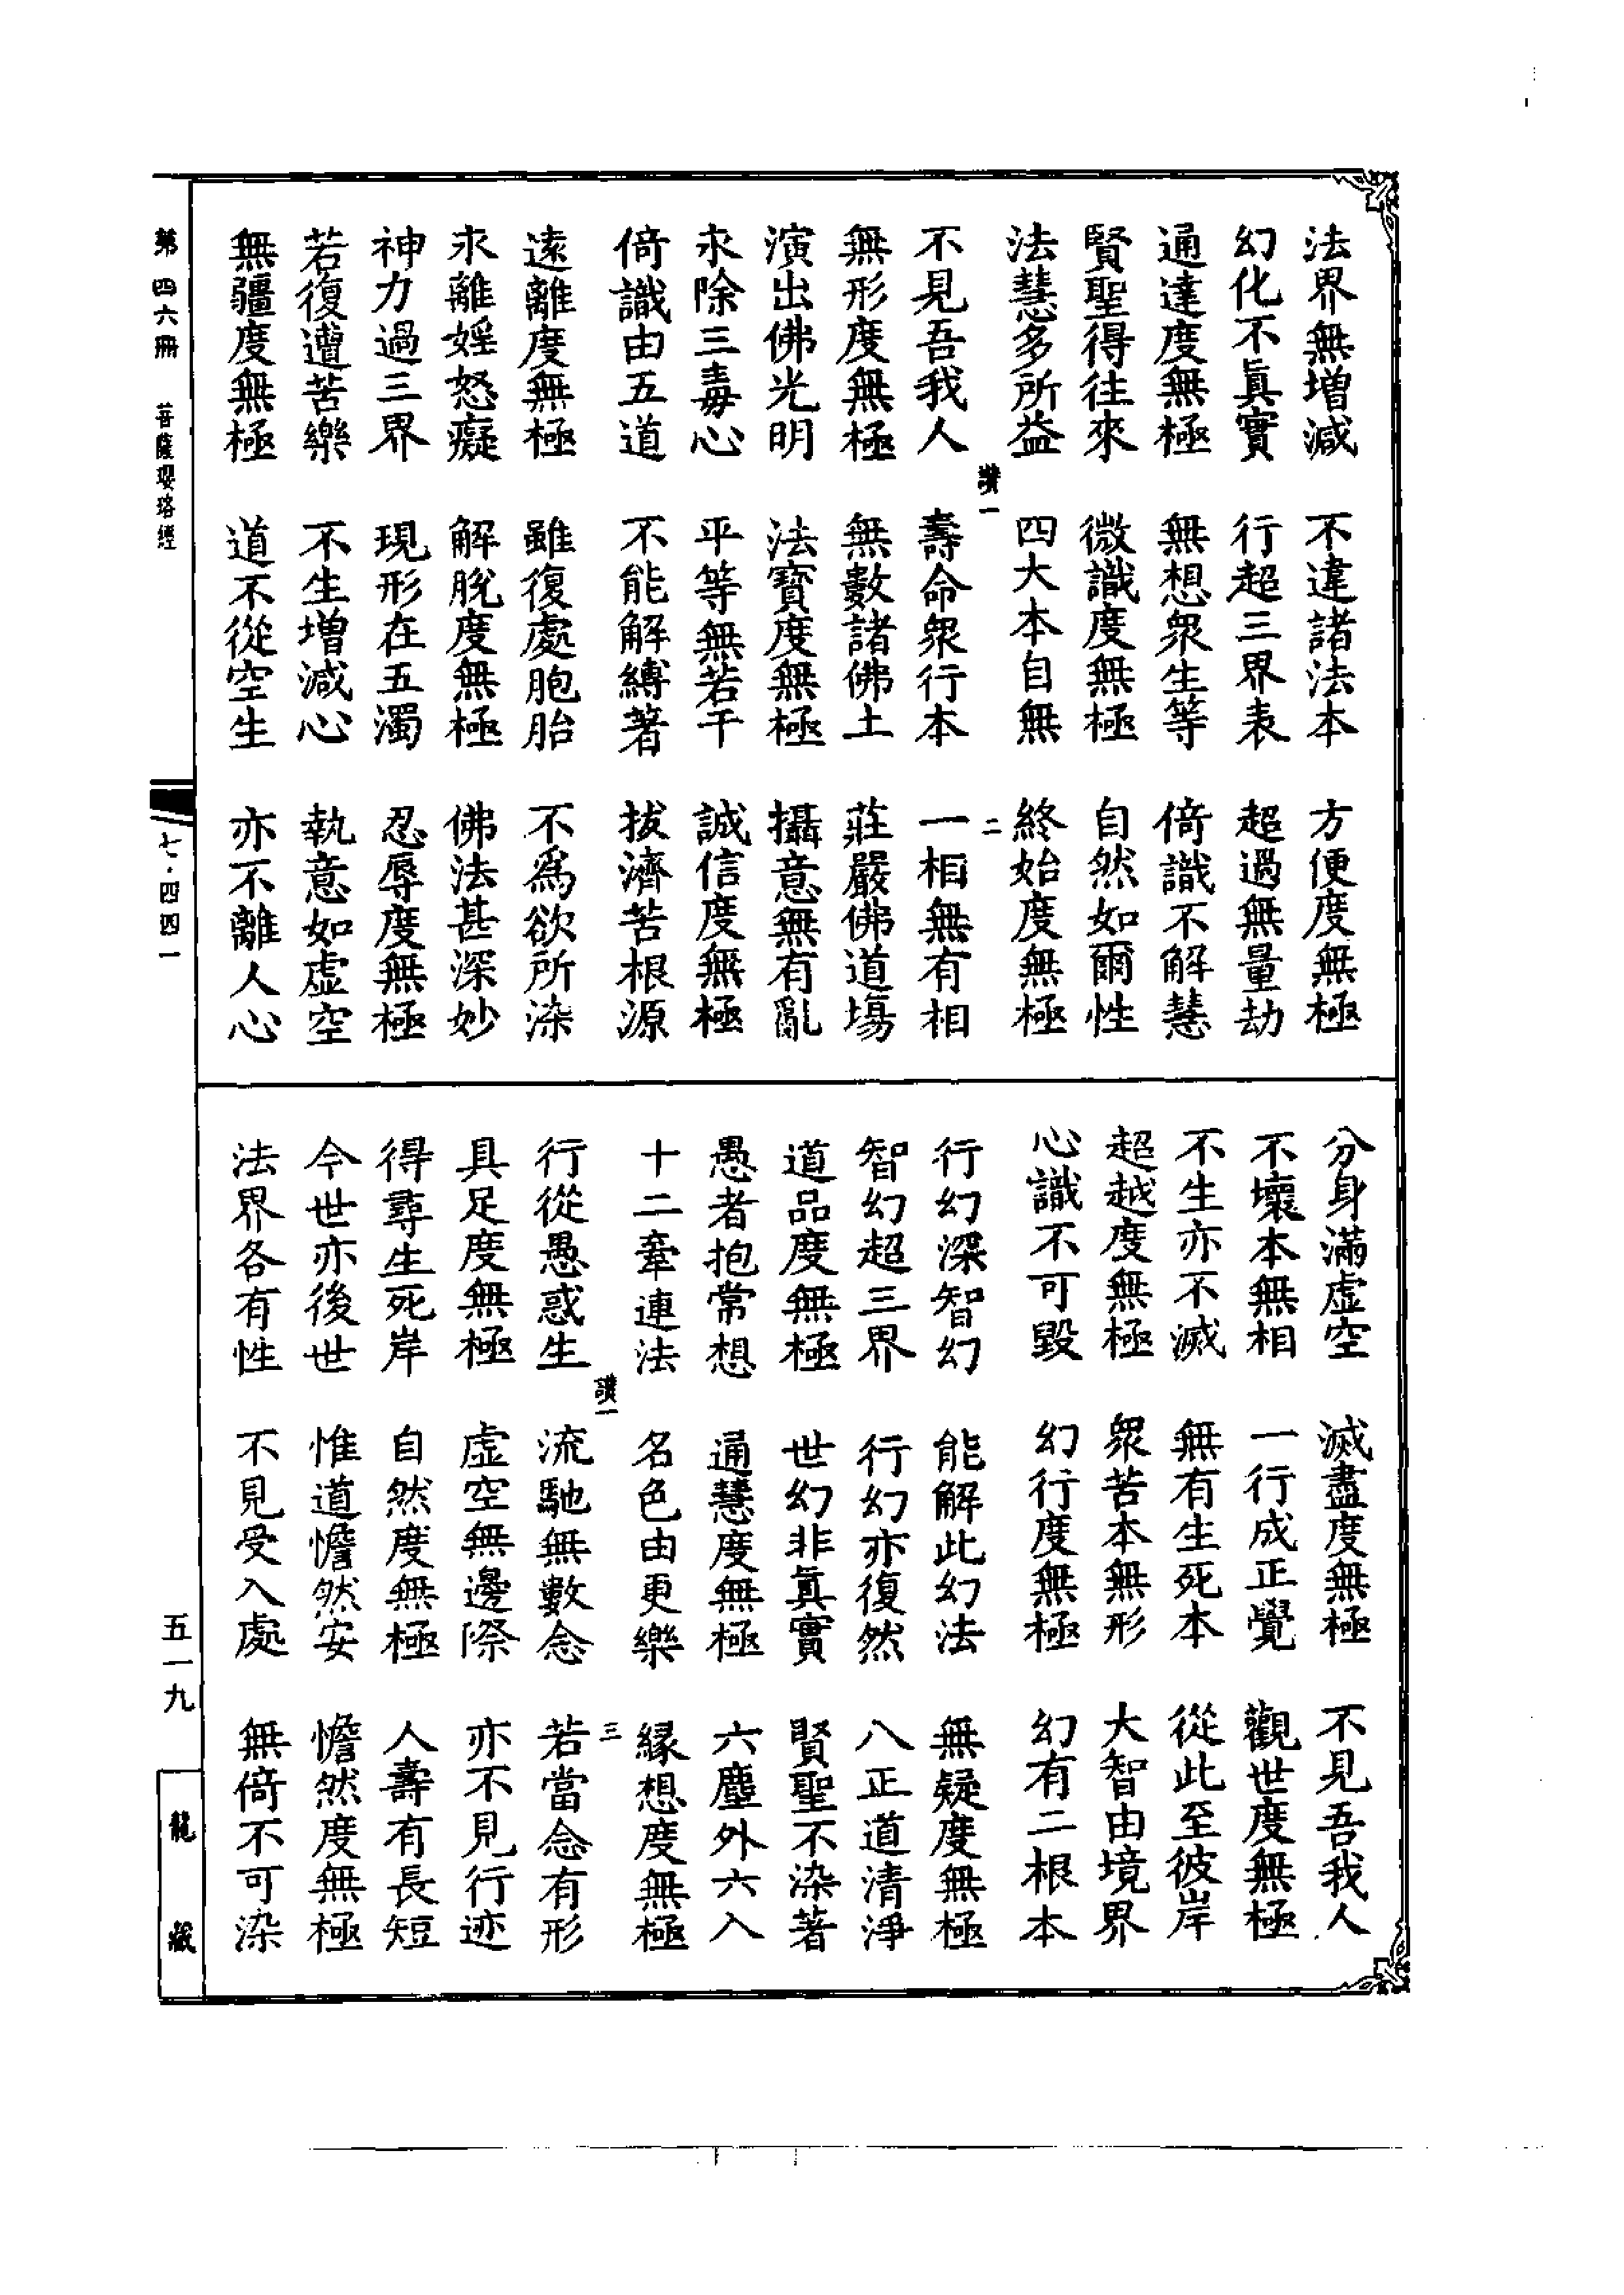 法界無增減　不違諸法本　方便度無極
幻化不眞實　行超三界表　超過無量劫
通達度無極　無想衆生等　倚識不解慧
賢聖得往來　微識度無極　自然如爾性
法慧多所益　四大本自無　終始度無極
讚一　二
不見吾我人　壽命衆行本　一相無有相
無形度無極　無數諸佛土　莊嚴佛道場
演出佛光明　法寳度無極　攝意無有亂
永除三毒心　平等無若干　誠信度無極
倚識由五道　不能解縛著　拔濟苦根源
遠離度無極　雖復處胞胎　不爲欲所染
永離婬怒癡　解脫度無極　佛法甚深妙
神力過三界　現形在五濁　忍辱度無極
若復遭苦樂　不生增減心　執意如虛空
無疆度無極　道不從空生　亦不離人心
分身滿虛空　滅盡度無極　不見吾我人
不壞本無相　一行成正覺　觀世度無極
不生亦不滅　無有生死本　從此至彼岸
超越度無極　衆苦本無形　大智由境界
心識不可毀　幻行度無極　幻有二根本
行幻深智幻　能解此幻法　無疑度無極
智幻超三界　行幻亦復然　八正道清淨
道品度無極　世幻非眞實　賢聖不染著
愚者抱常想　通慧度無極　六塵外六入
十二牽連法　名色由更樂　緣想度無極
讚一　三
行從愚惑生　流馳無數念　若當念有形
具足度無極　虛空無邊際　亦不見行迹
得尋生死岸　自然度無極　人壽有長短
今世亦後世　惟道憺然安　憺然度無極
法界各有性　不見受入處　無倚不可染
第四六冊　菩薩瓔珞經　七·四四一　五一九　龍藏